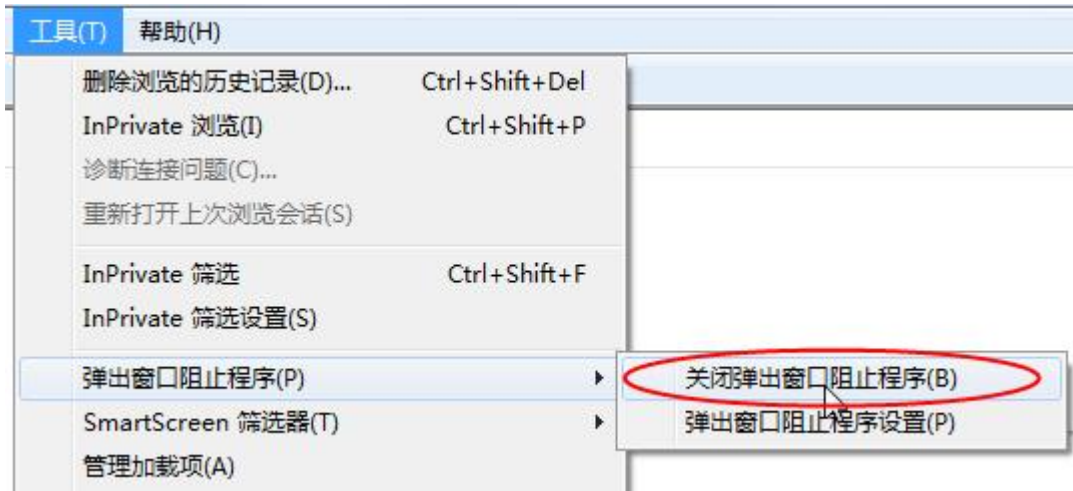 工具(T) 帮助(H)
删除浏览的历史记录(D)... Ctrl+Shift+Del
InPrivate 浏览(I) Ctrl+Shift+P
诊断连接问题(C)...
重新打开上次浏览会话(S)
InPrivate 筛选 Ctrl+Shift+F
InPrivate 筛选设置(S)
弹出窗口阻止程序(P) 关闭弹出窗口阻止程序(B)
SmartScreen 筛选器(T) 弹出窗口阻止程序设置(P)
管理加载项(A)